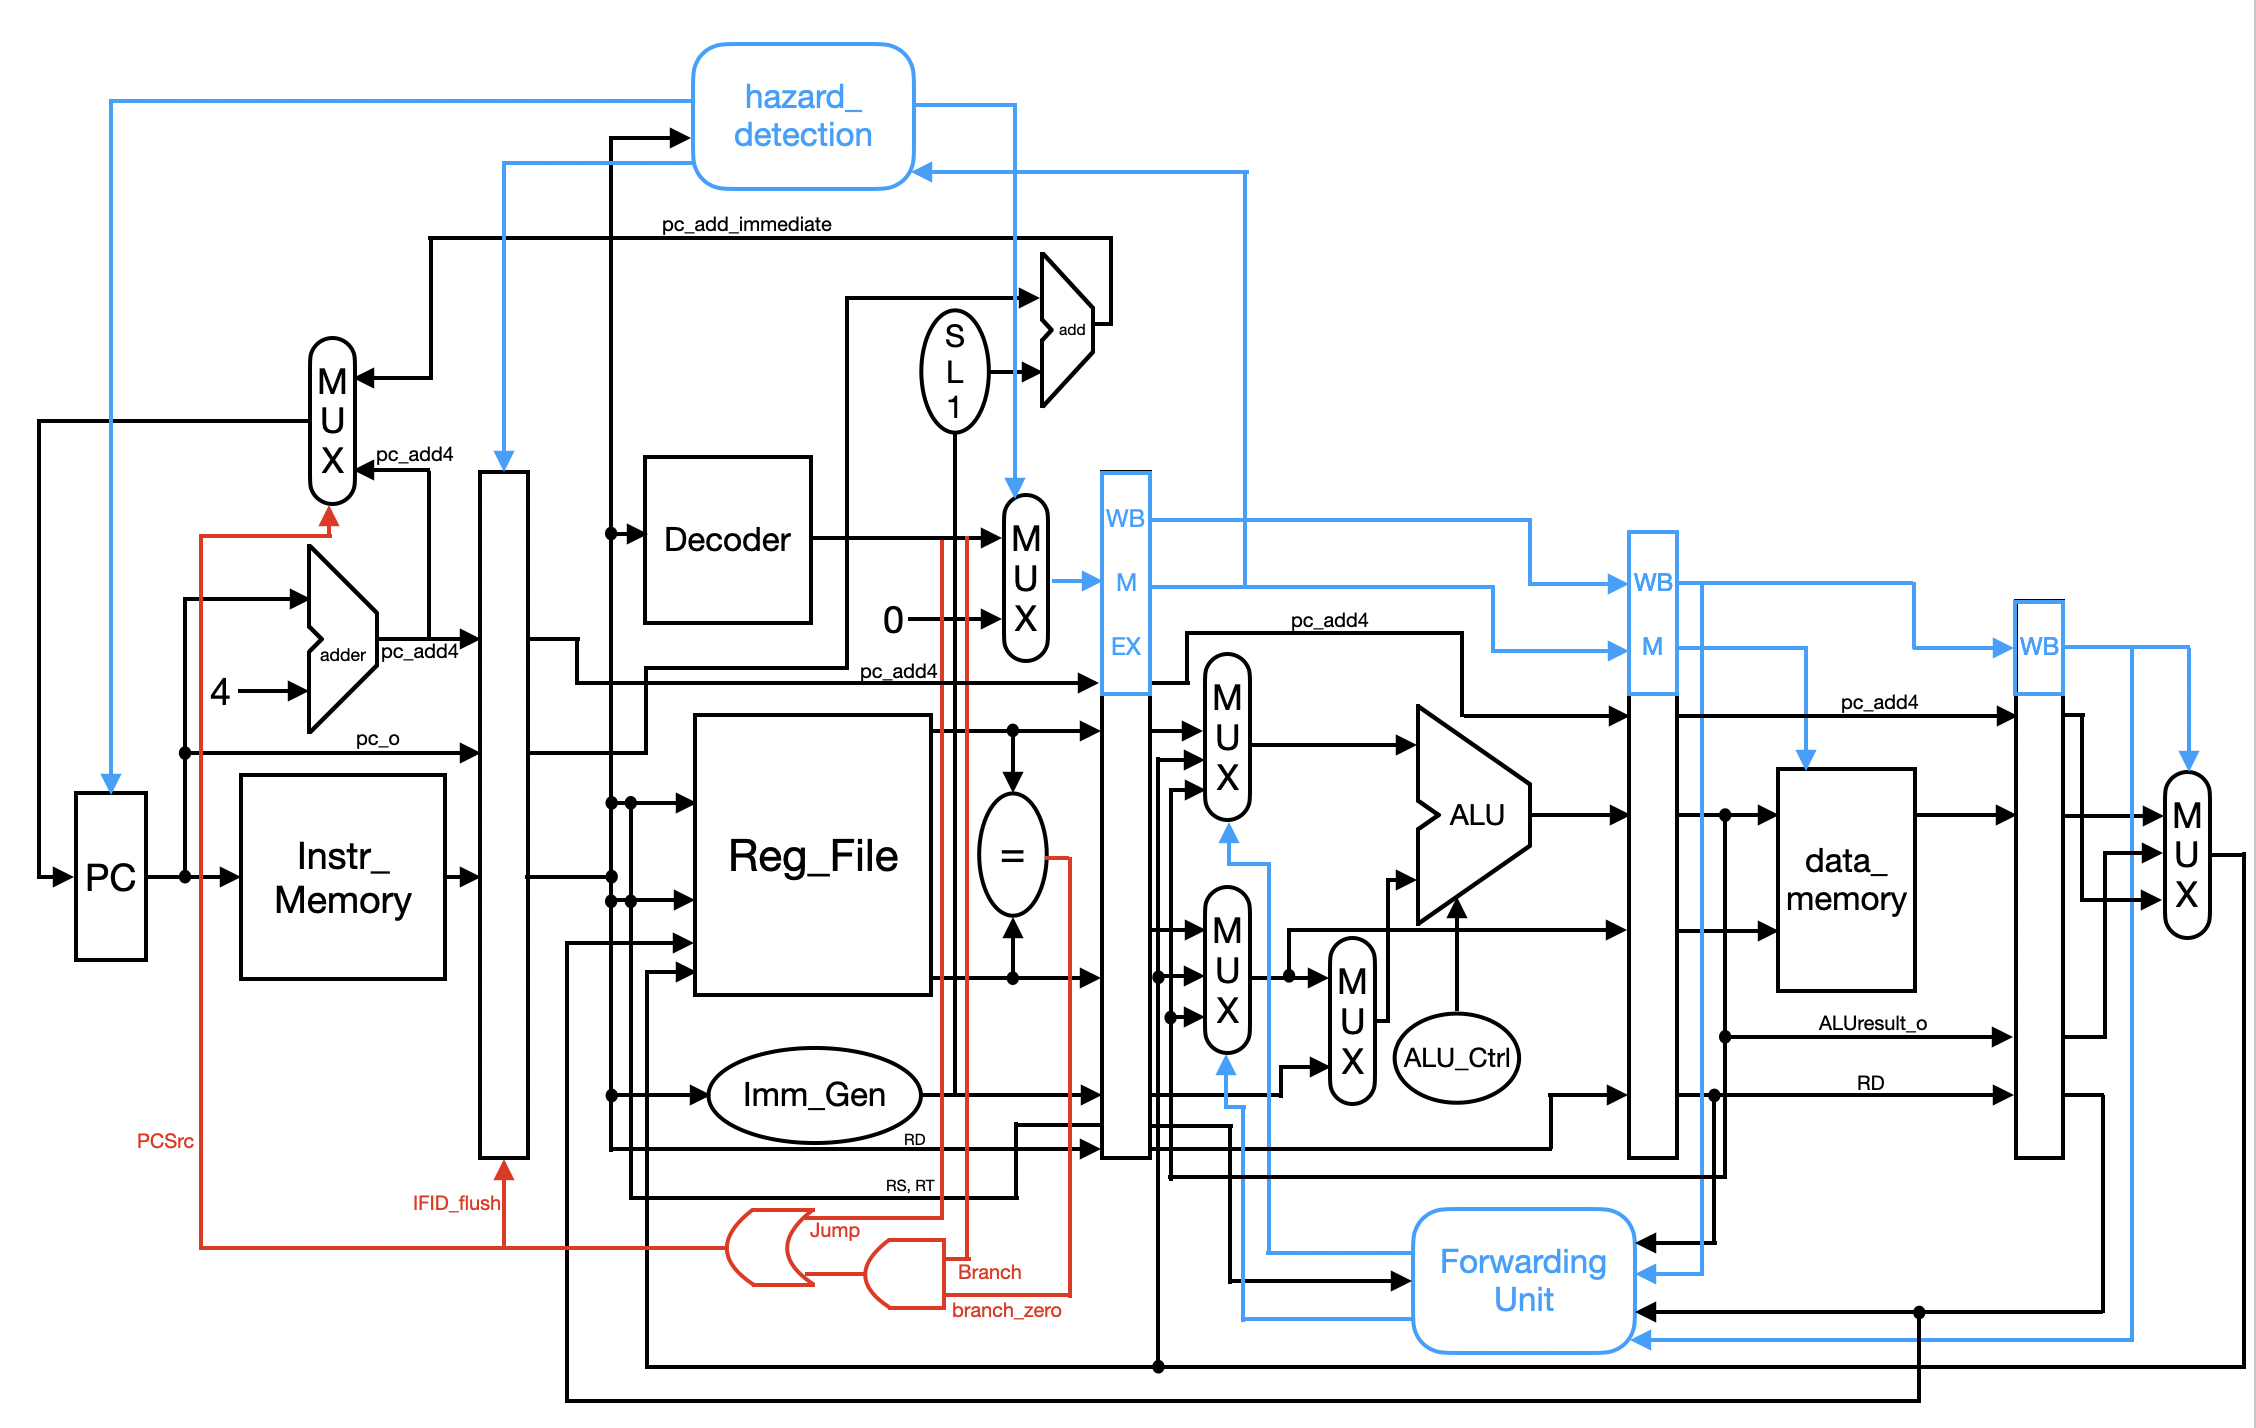 hazard_
detection
pc_add_immediate
add
S
L
1
M
U
X
pc_add4
Decoder
M
U
X
0
WB
M
EX
WB
M
WB
adder
pc_add4
4
pc_add4
pc_add4
pc_add4
pc_o
PC
Instr_
Memory
Reg_File
=
M
U
X
ALU
M
U
X
M
U
X
ALU_Ctrl
data_
memory
M
U
X
ALUresult_o
RD
Imm_Gen
RD
RS, RT
PCSrc
IFID_flush
Jump
Branch
branch_zero
Forwarding
Unit